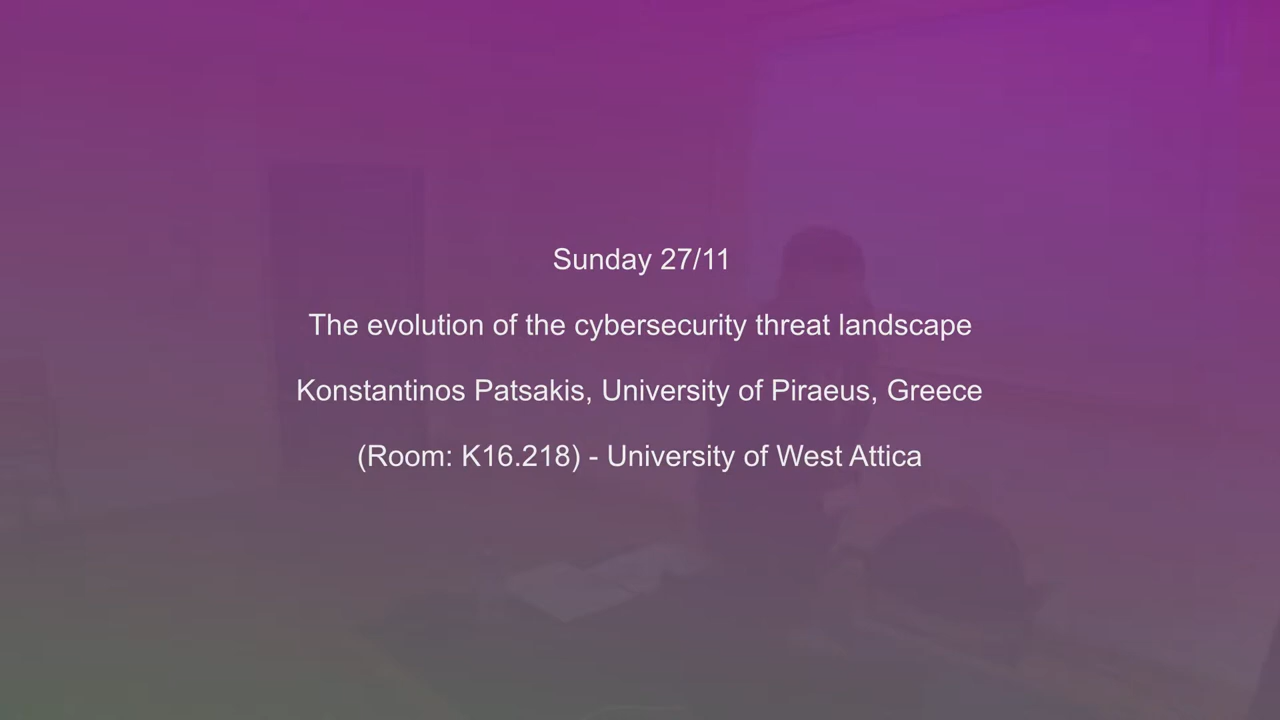 Sunday 27/11
The evolution of the cybersecurity threat landscape
Konstantinos Patsakis, University of Piraeus, Greece
(Room: K16.218) - University of West Attica